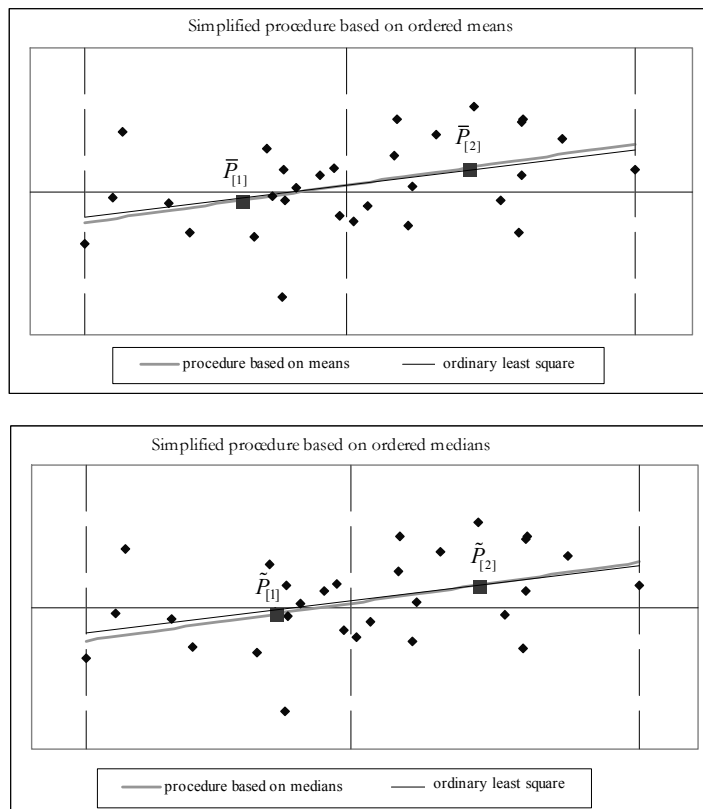 Simplified procedure based on ordered means
P̅[1]
P̅[2]
procedure based on means
ordinary least square
Simplified procedure based on ordered medians
P̃[1]
P̃[2]
procedure based on medians
ordinary least square